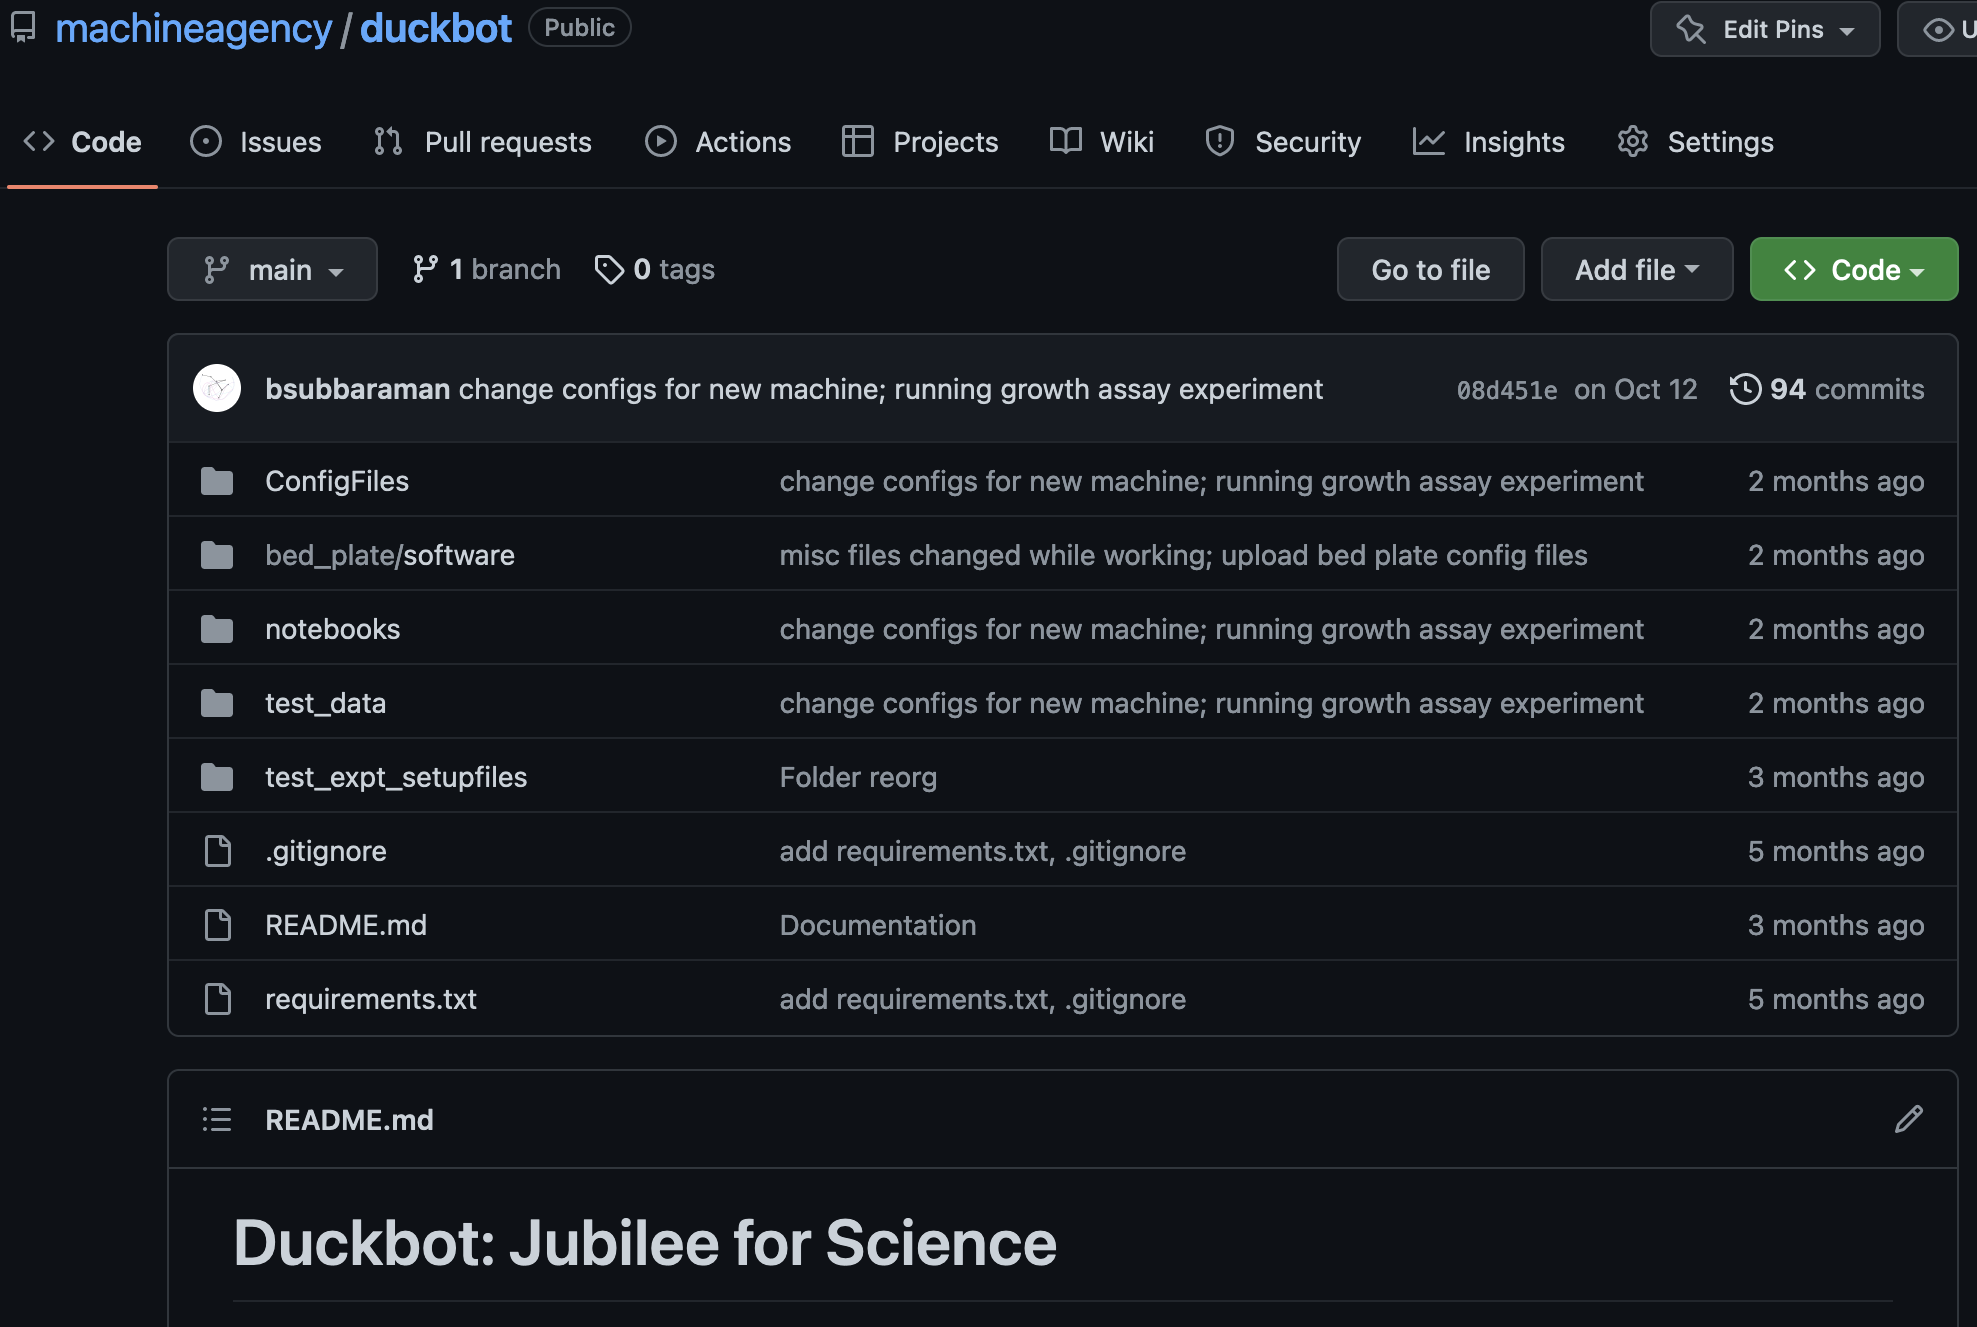 machineagency / duckbot Public Edit Pins U
Code Issues Pull requests Actions Projects Wiki Security Insights Settings
main 1 branch 0 tags Go to file Add file Code
bsubbaraman change configs for new machine; running growth assay experiment 08d451e on Oct 12 94 commits
ConfigFiles change configs for new machine; running growth assay experiment 2 months ago
bed_plate/software misc files changed while working; upload bed plate config files 2 months ago
notebooks change configs for new machine; running growth assay experiment 2 months ago
test_data change configs for new machine; running growth assay experiment 2 months ago
test_expt_setupfiles Folder reorg 3 months ago
.gitignore add requirements.txt, .gitignore 5 months ago
README.md Documentation 3 months ago
requirements.txt add requirements.txt, .gitignore 5 months ago
README.md
Duckbot: Jubilee for Science